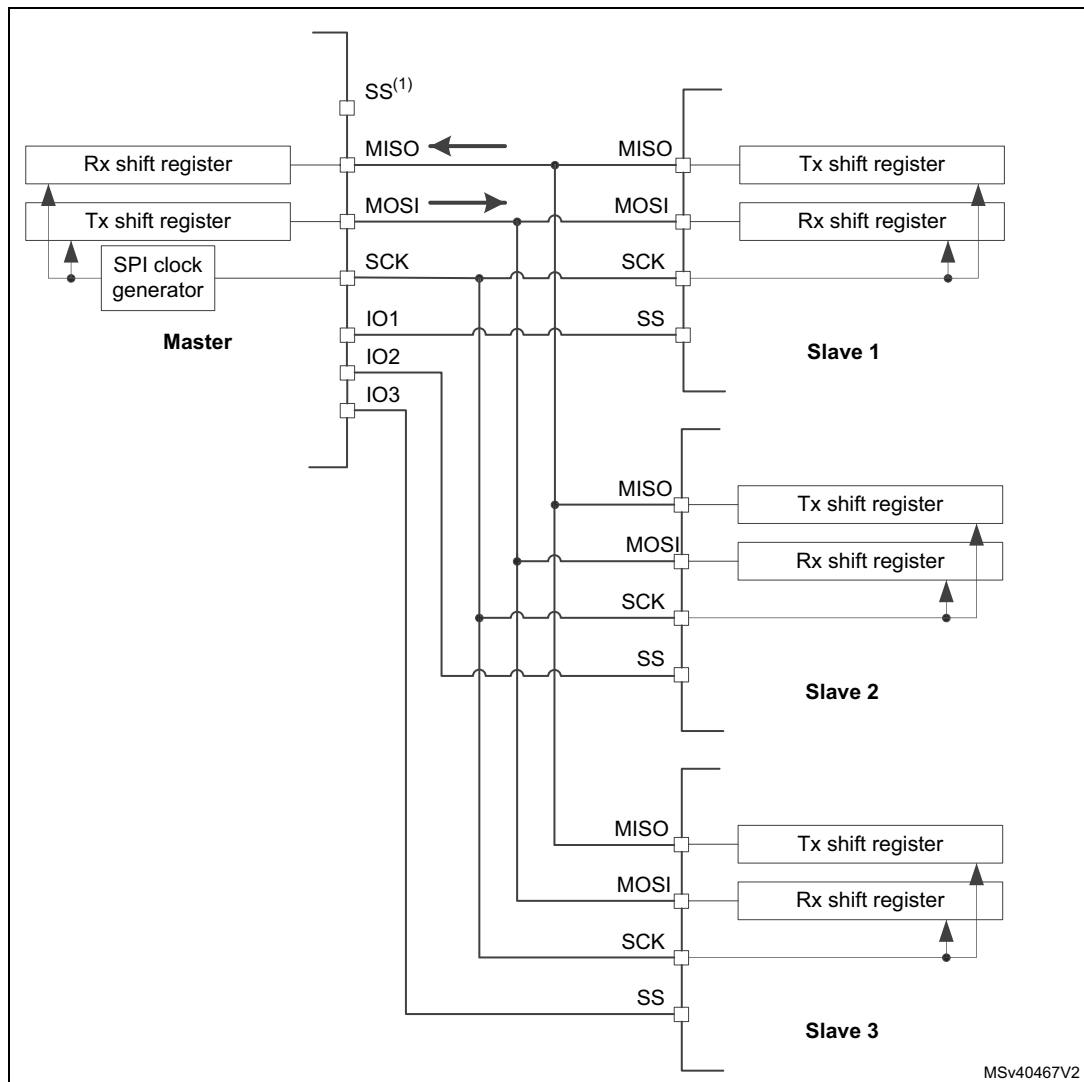 SS(1)
MISO
MISO
Rx shift register
Tx shift register
MOSI
MOSI
Tx shift register
Rx shift register
SCK
SCK
SPI clock
generator
IO1
SS
Master
Slave 1
IO2
IO3
MISO
Tx shift register
MOSI
Rx shift register
SCK
SS
Slave 2
MISO
Tx shift register
MOSI
Rx shift register
SCK
SS
Slave 3
MSv40467V2